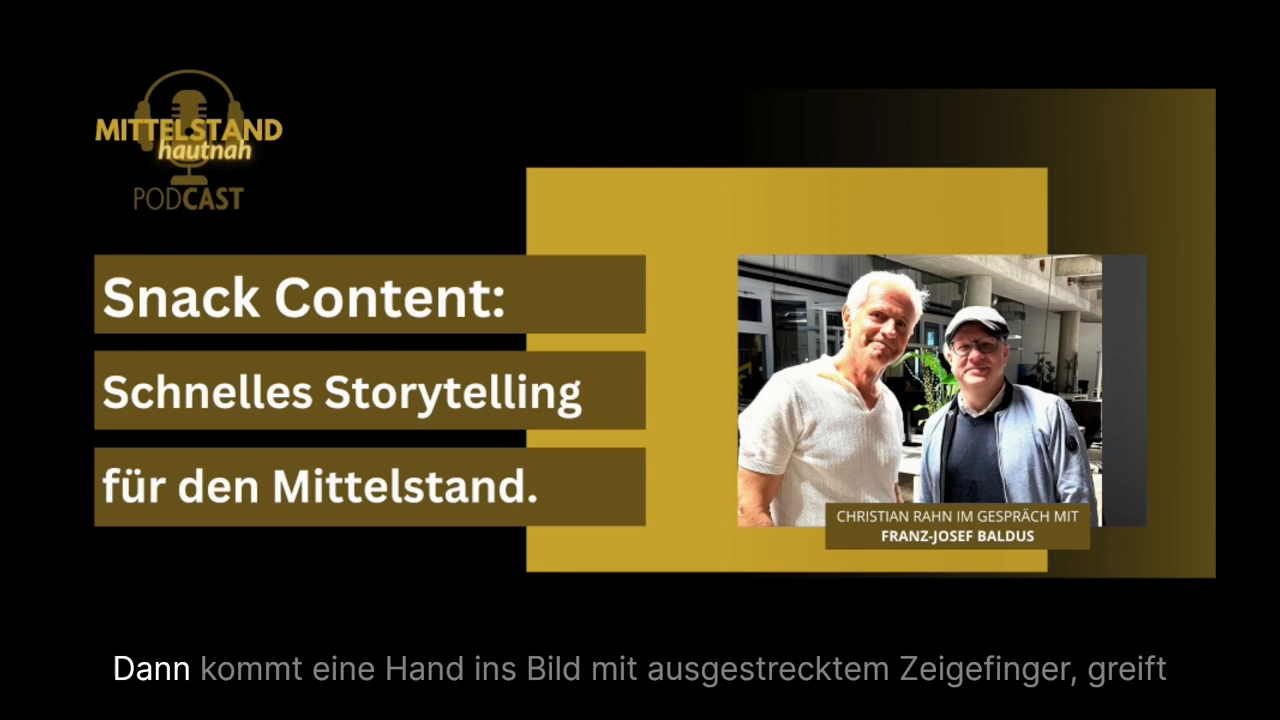 MITTELSTAND
hautnah
PODCAST
Snack Content:
Schnelles Storytelling
für den Mittelstand.
CHRISTIAN RAHN IM GESPRÄCH MIT
FRANZ-JOSEF BALDUS
Dann kommt eine Hand ins Bild mit ausgestrecktem Zeigefinger, greift